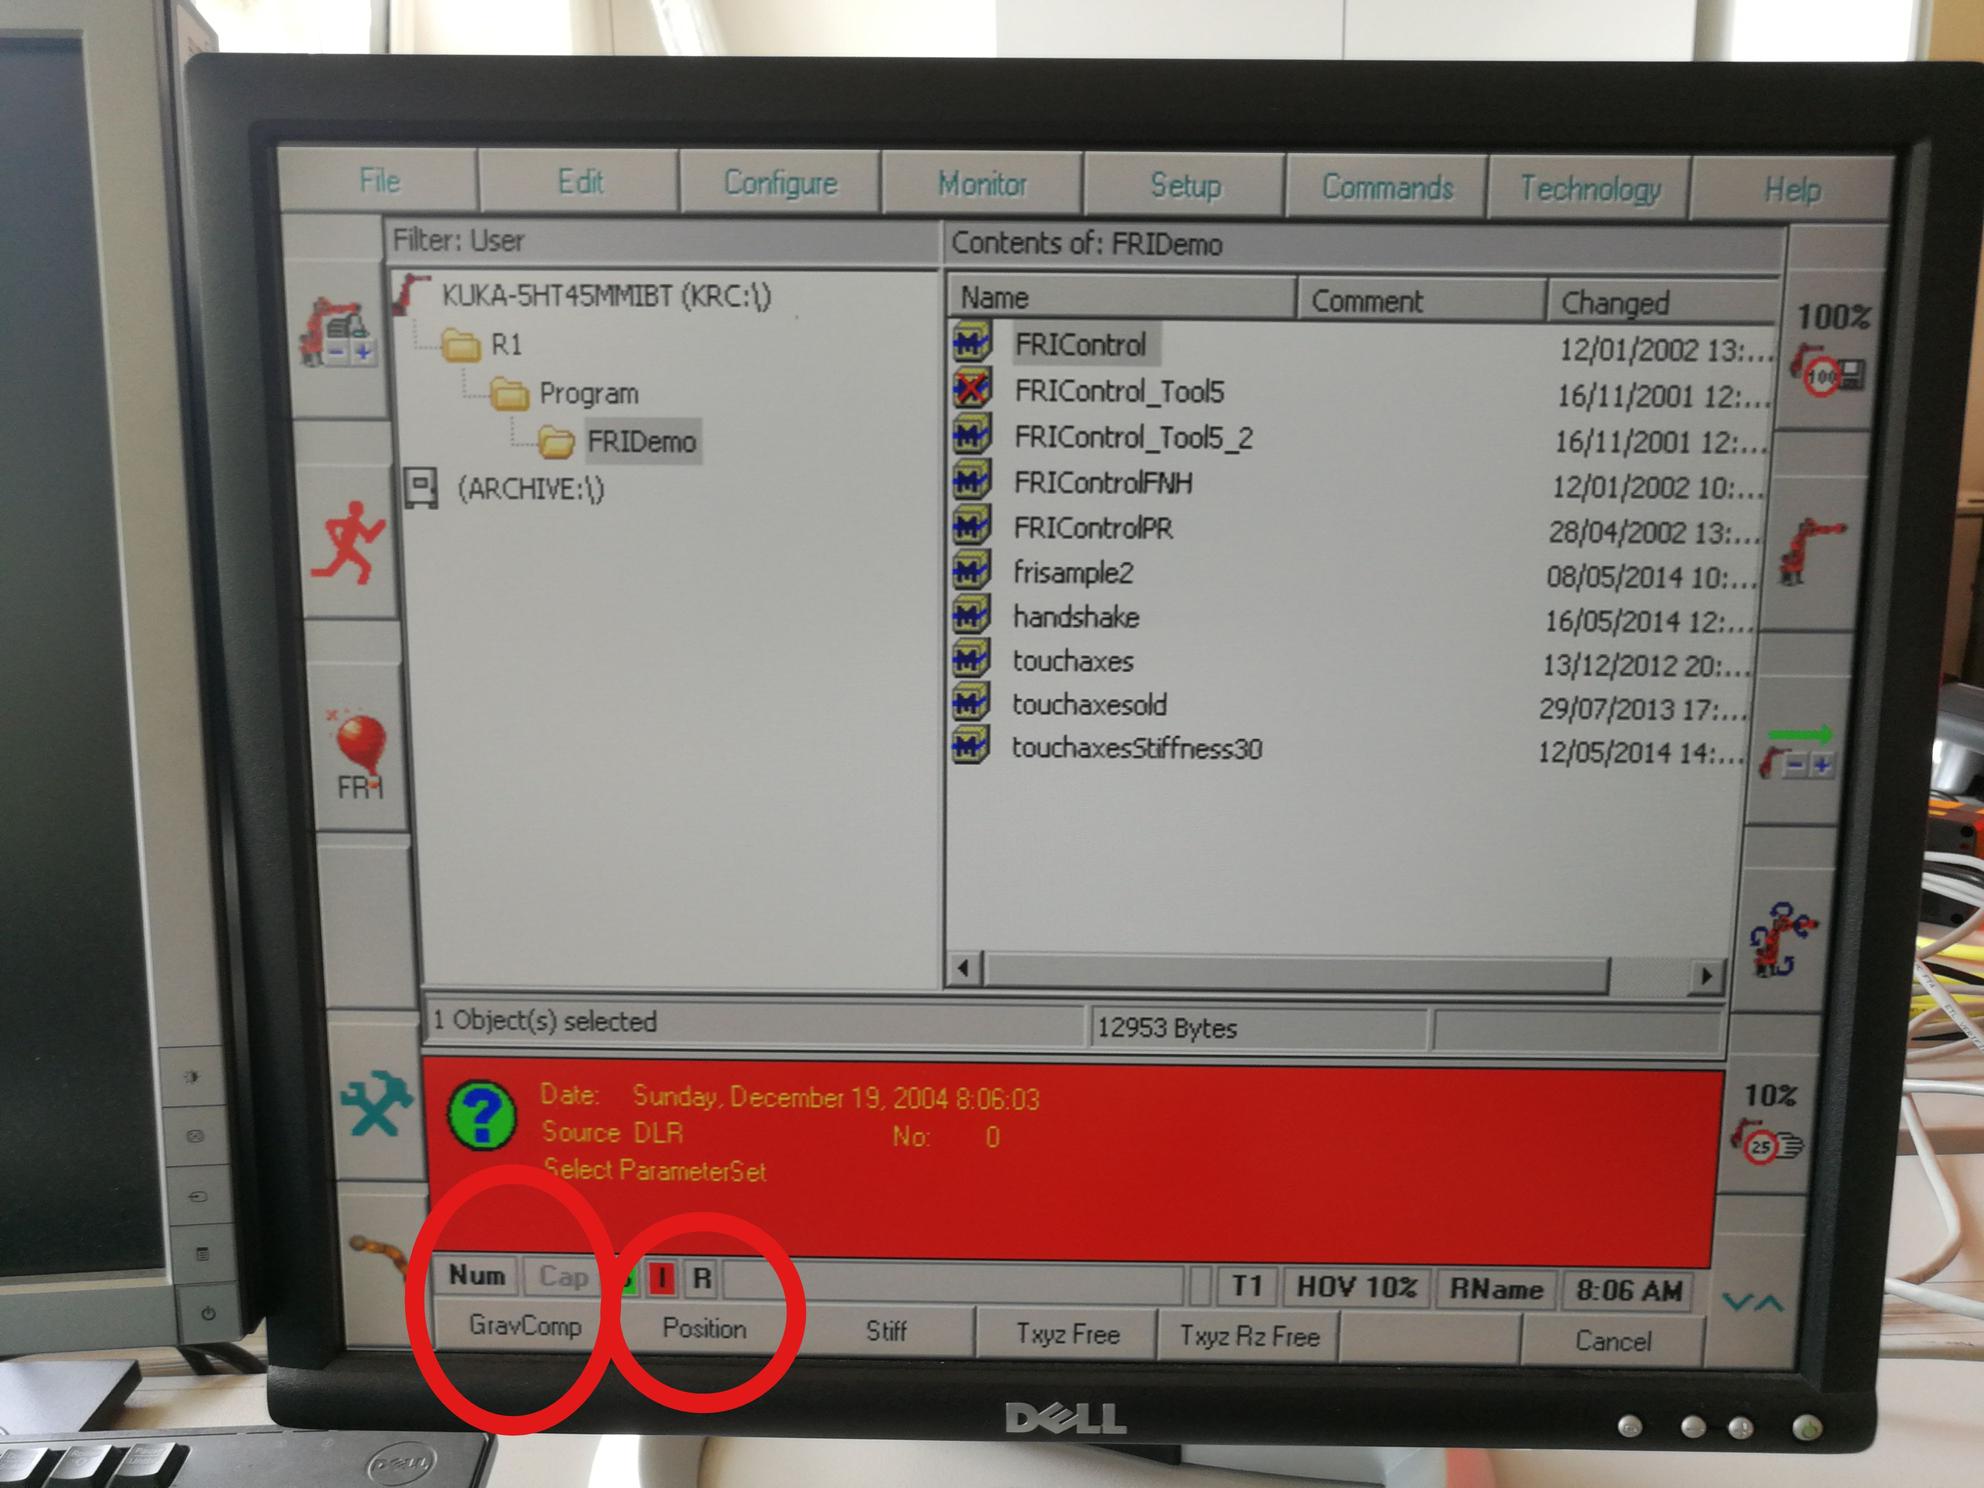 File Edit Configure Monitor Setup Commands Technology Help
Filter: User
KUKA-5HT45MMIBT (KRC:\)
R1
Program
FRIDemo
(ARCHIVE:\)
Contents of: FRIDemo
Name Comment Changed
FRIControl 12/01/2002 13:...
FRIControl_Tool5 16/11/2001 12:...
FRIControl_Tool5_2 16/11/2001 12:...
FRIControlFNH 12/01/2002 10:...
FRIControlPR 28/04/2002 13:...
frisample2 08/05/2014 10:...
handshake 16/05/2014 12:...
touchaxes 13/12/2012 20:...
touchaxesold 29/07/2013 17:...
touchaxesStiffness30 12/05/2014 14:...
100%
100
10%
25
1 Object(s) selected 12953 Bytes
Date: Sunday, December 19, 2004 8:06:03
Source DLR No: 0
Select ParameterSet
Num Cap I R T1 HOV 10% RName 8:06 AM
GravComp Position Stiff Txyz Free Txyz Rz Free Cancel
DELL
DELL